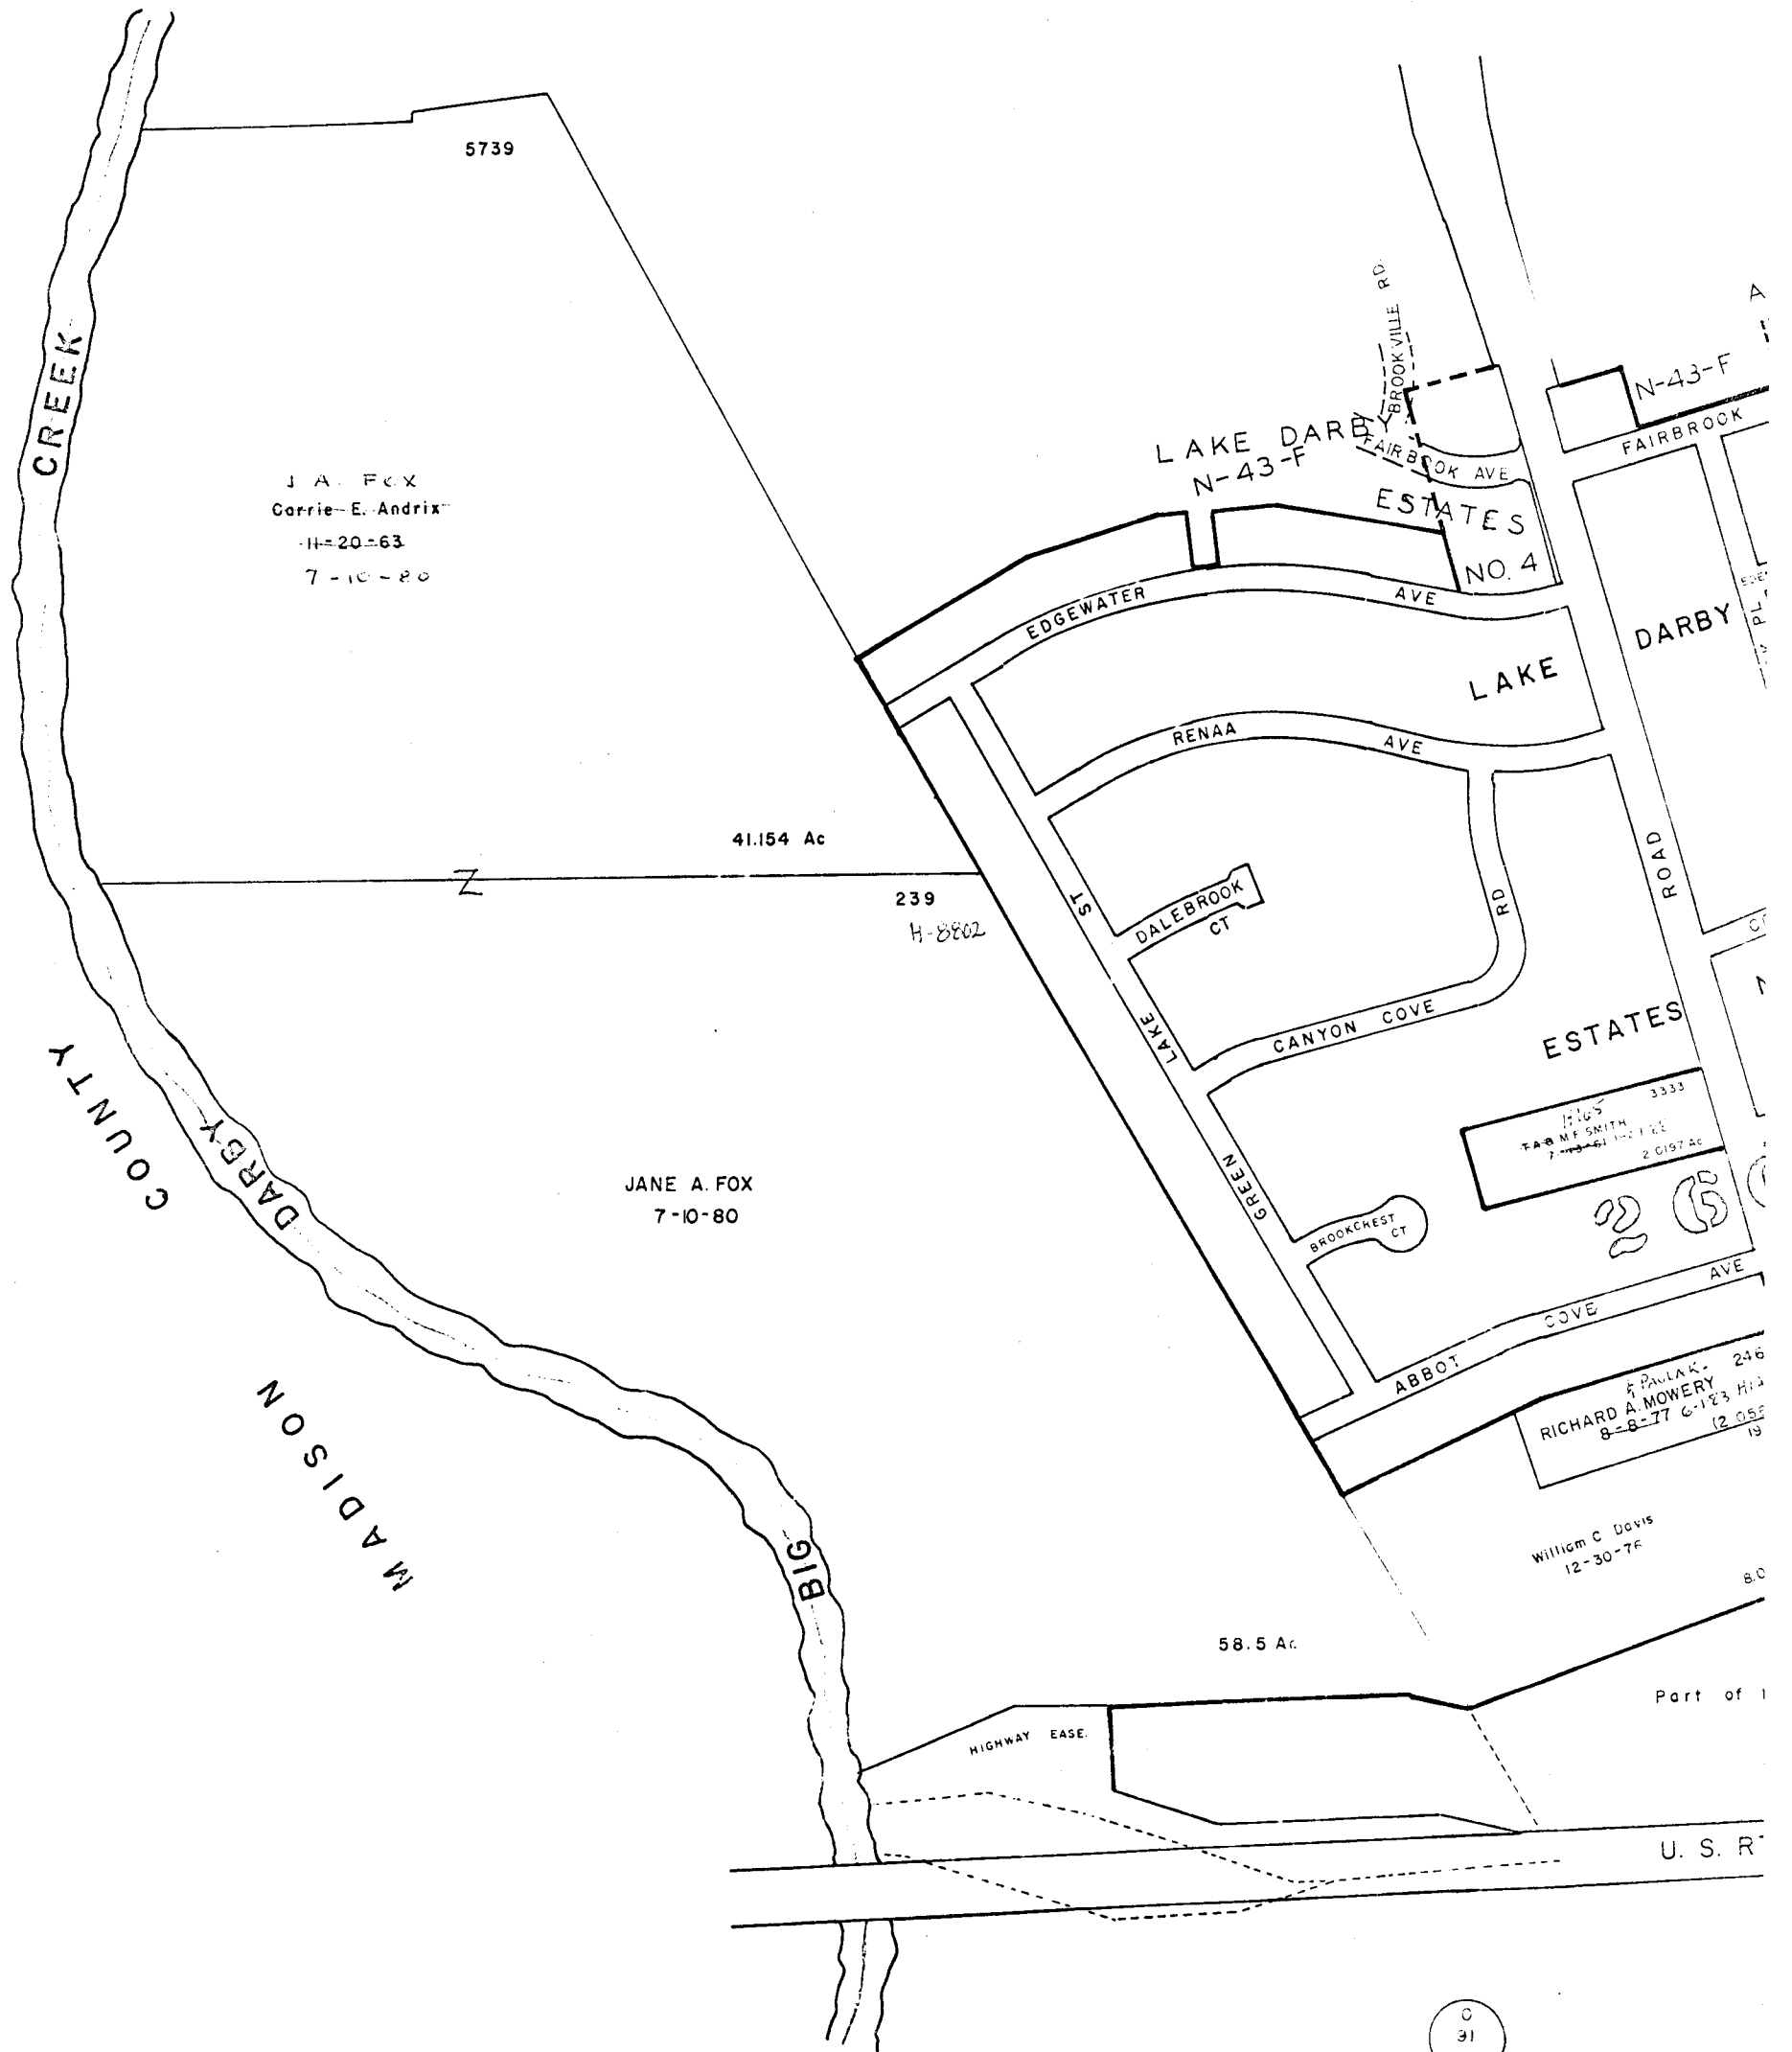 5739
CREEK
J A. FOX
Carrie E. Andrix
11-20-63
7-10-80
BROOKVILLE RD.
N-43-F
FAIRBROOK
LAKE DARBY
N-43-F
FAIRBROOK AVE
ESTATES
NO. 4
EDGEWATER AVE
DARBY
LAKE
RENAA AVE
41.154 Ac
Z
239
H-8802
ROAD
DALEBROOK
CT
RD
CANYON COVE
ESTATES
GREEN LAKE ST
COUNTY
DARBY
3333
M F SMITH
2.0197 Ac
JANE A. FOX
7-10-80
BROOKCHEST
CT
ABBOT COVE AVE
MADISON
& PAULA K. 246
RICHARD A. MOWERY
8-8-77
William C Davis
BIG
58.5 Ac.
Part of
HIGHWAY EASE.
U. S. R
91